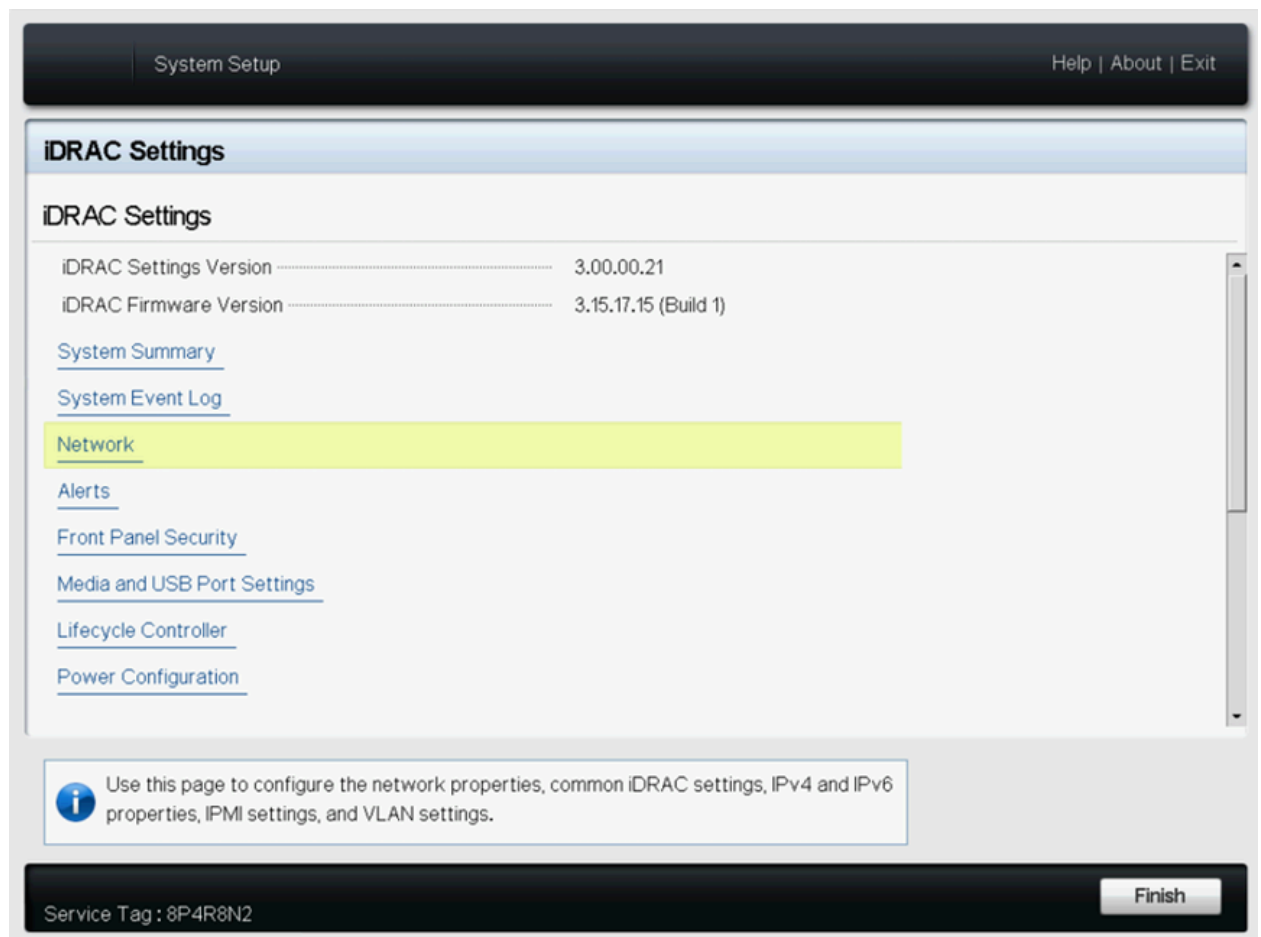 System Setup
Help | About | Exit
iDRAC Settings
iDRAC Settings
iDRAC Settings Version 3.00.00.21
iDRAC Firmware Version 3.15.17.15 (Build 1)
System Summary
System Event Log
Network
Alerts
Front Panel Security
Media and USB Port Settings
Lifecycle Controller
Power Configuration
Use this page to configure the network properties, common iDRAC settings, IPv4 and IPv6
properties, IPMI settings, and VLAN settings.
Service Tag : 8P4R8N2
Finish